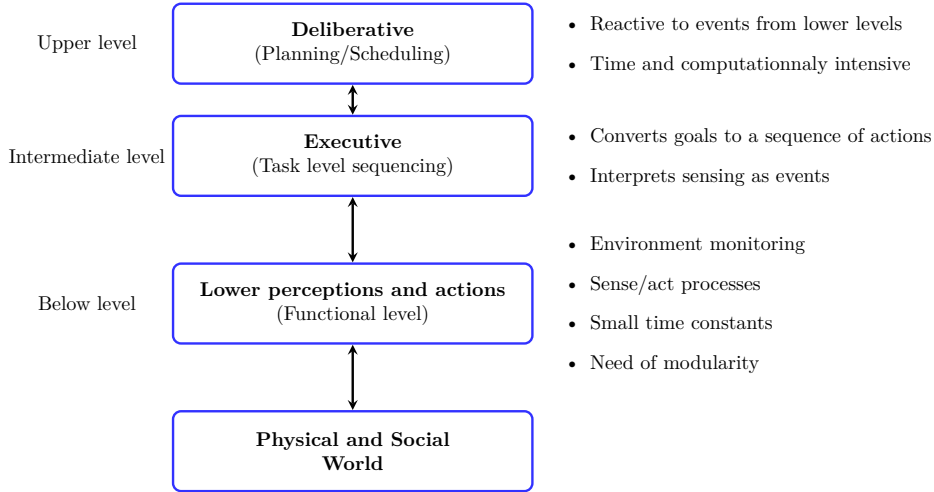 Upper level
Deliberative
(Planning/Scheduling)
• Reactive to events from lower levels
• Time and computationnaly intensive
Intermediate level
Executive
(Task level sequencing)
• Converts goals to a sequence of actions
• Interprets sensing as events
Below level
Lower perceptions and actions
(Functional level)
• Environment monitoring
• Sense/act processes
• Small time constants
• Need of modularity
Physical and Social
World